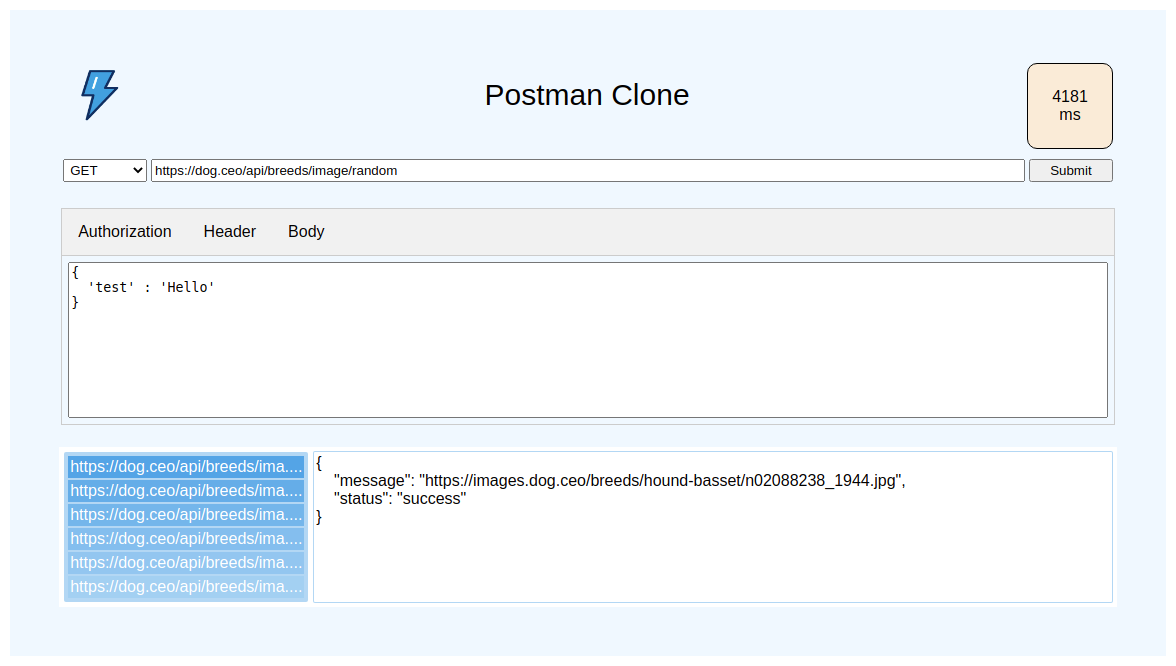 Postman Clone
4181
ms
GET
https://dog.ceo/api/breeds/image/random
Submit
Authorization Header Body
{
  'test' : 'Hello'
}
https://dog.ceo/api/breeds/ima....
https://dog.ceo/api/breeds/ima....
https://dog.ceo/api/breeds/ima....
https://dog.ceo/api/breeds/ima....
https://dog.ceo/api/breeds/ima....
https://dog.ceo/api/breeds/ima....
{
    "message": "https://images.dog.ceo/breeds/hound-basset/n02088238_1944.jpg",
    "status": "success"
}